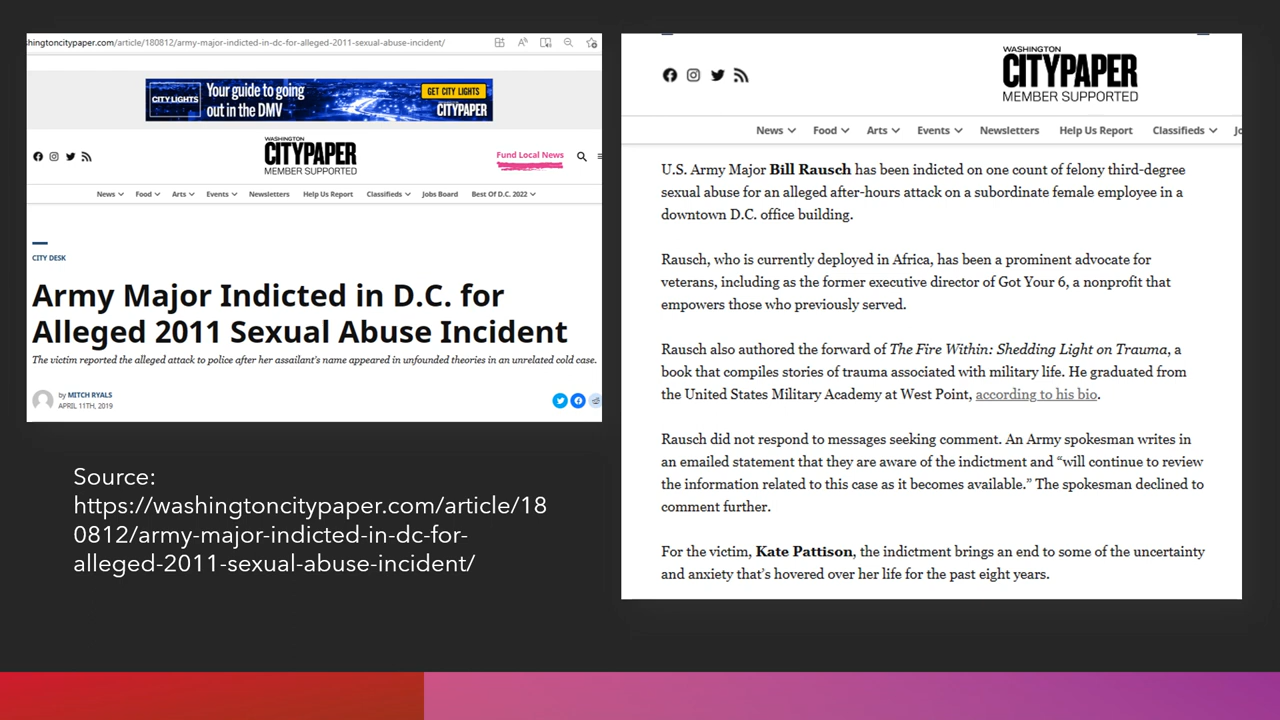 hingtoncitypaper.com/article/180812/army-major-indicted-in-dc-for-alleged-2011-sexual-abuse-incident/
CITY LIGHTS
Your guide to going
out in the DMV
GET CITY LIGHTS
CITYPAPER
WASHINGTON
CITYPAPER
MEMBER SUPPORTED
Fund Local News
News Food Arts Events Newsletters Help Us Report Classifieds Jobs Board Best Of D.C. 2022
CITY DESK
Army Major Indicted in D.C. for
Alleged 2011 Sexual Abuse Incident
The victim reported the alleged attack to police after her assailant's name appeared in unfounded theories in an unrelated cold case.
by MITCH RYALS
APRIL 11TH, 2019
Source:
https://washingtoncitypaper.com/article/18
0812/army-major-indicted-in-dc-for-
alleged-2011-sexual-abuse-incident/
WASHINGTON
CITYPAPER
MEMBER SUPPORTED
News Food Arts Events Newsletters Help Us Report Classifieds Jo
U.S. Army Major Bill Rausch has been indicted on one count of felony third-degree
sexual abuse for an alleged after-hours attack on a subordinate female employee in a
downtown D.C. office building.
Rausch, who is currently deployed in Africa, has been a prominent advocate for
veterans, including as the former executive director of Got Your 6, a nonprofit that
empowers those who previously served.
Rausch also authored the forward of The Fire Within: Shedding Light on Trauma, a
book that compiles stories of trauma associated with military life. He graduated from
the United States Military Academy at West Point, according to his bio.
Rausch did not respond to messages seeking comment. An Army spokesman writes in
an emailed statement that they are aware of the indictment and “will continue to review
the information related to this case as it becomes available.” The spokesman declined to
comment further.
For the victim, Kate Pattison, the indictment brings an end to some of the uncertainty
and anxiety that’s hovered over her life for the past eight years.